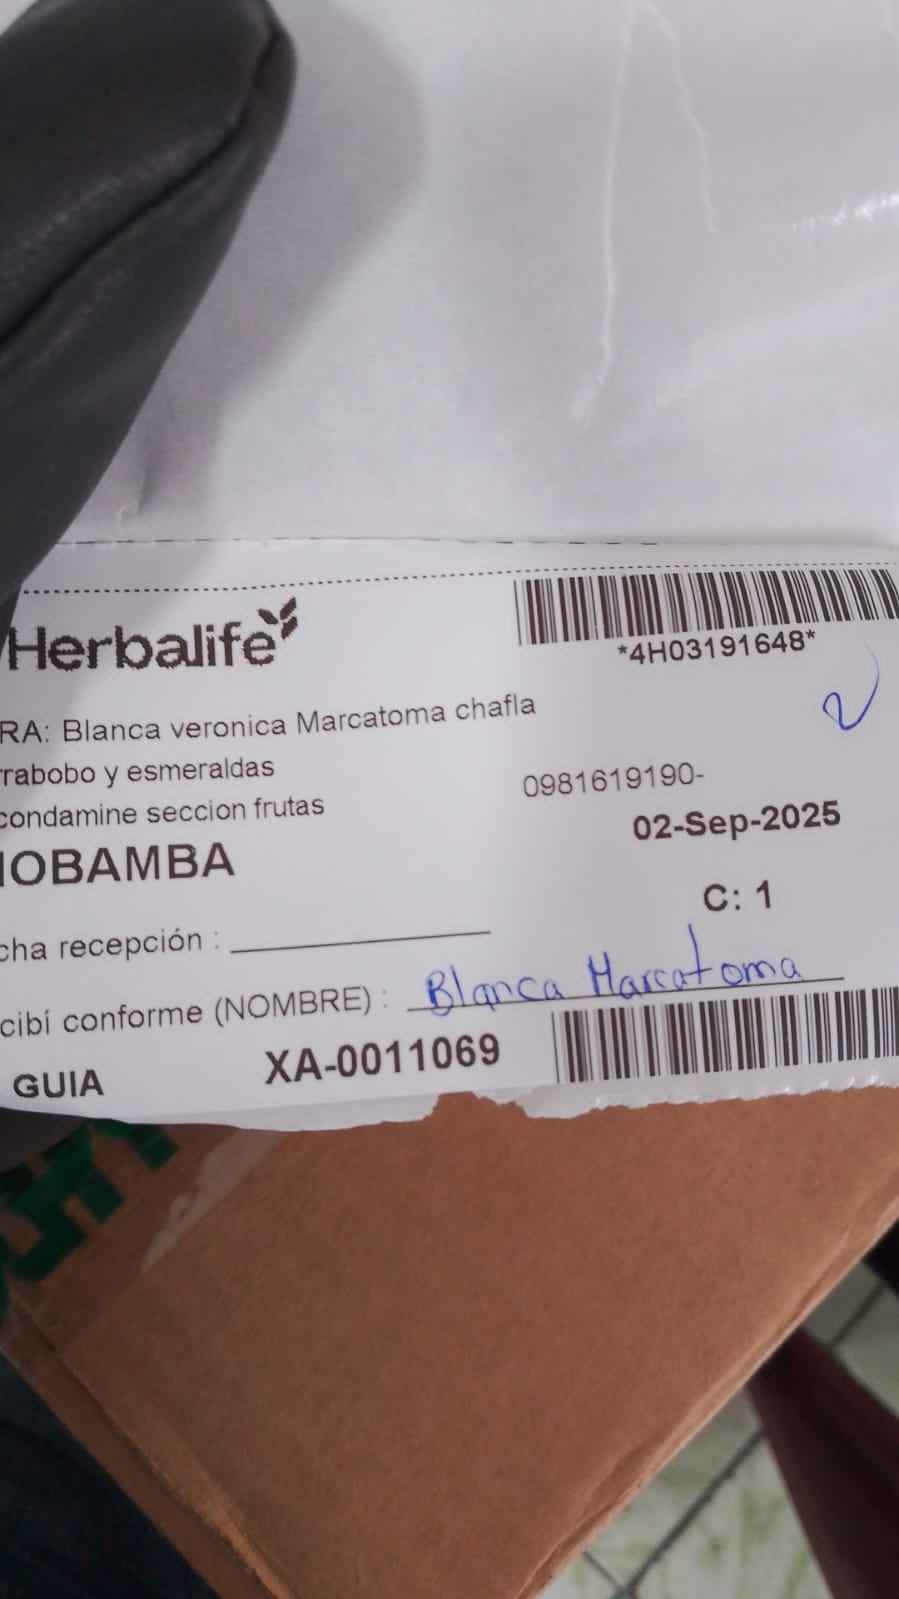 Herbalife
*4H03191648*
RA: Blanca veronica Marcatoma chafla
rrabobo y esmeraldas
0981619190-
condamine seccion frutas
02-Sep-2025
IOBAMBA
C: 1
cha recepción :
cibí conforme (NOMBRE) : Blanca Marcatoma
GUIA XA-0011069